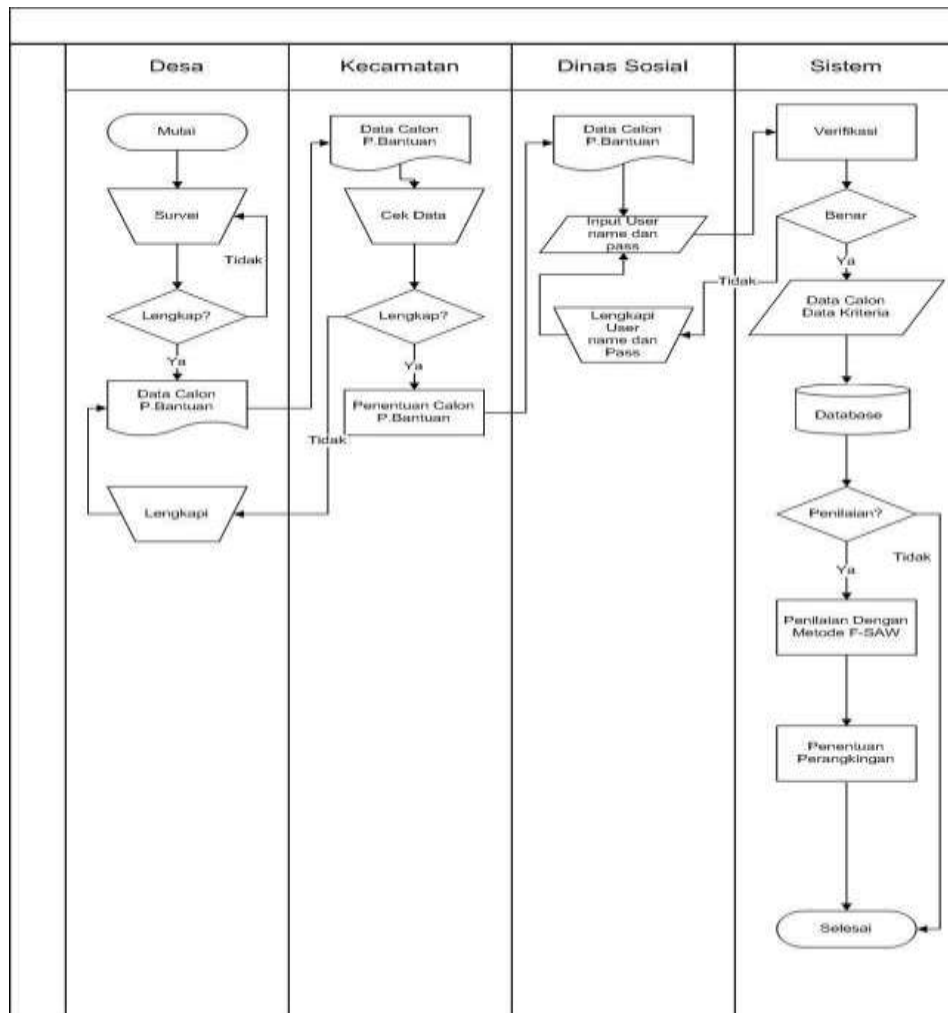 Desa
Kecamatan
Dinas Sosial
Sistem
Mulai
Survei
Tidak
Lengkap?
Ya
Data Calon
P.Bantuan
Lengkapi
Data Calon
P.Bantuan
Cek Data
Lengkap?
Ya
Penentuan Calon
P.Bantuan
Tidak
Data Calon
P.Bantuan
Input User
name dan
pass
Lengkapi
User
name dan
Pass
Tidak
Verifikasi
Benar
Ya
Data Calon
Data Kriteria
Database
Penilaian?
Tidak
Ya
Penilaian Dengan
Metode F-SAW
Penentuan
Perangkingan
Selesai